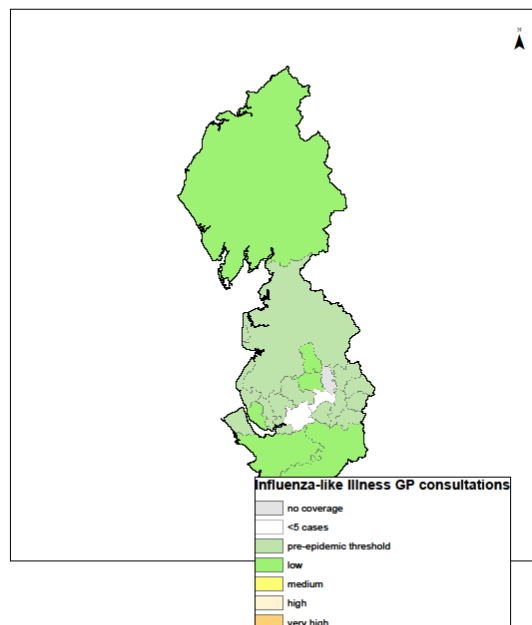 N
Influenza-like Illness GP consultations
no coverage
<5 cases
pre-epidemic threshold
low
medium
high
very high